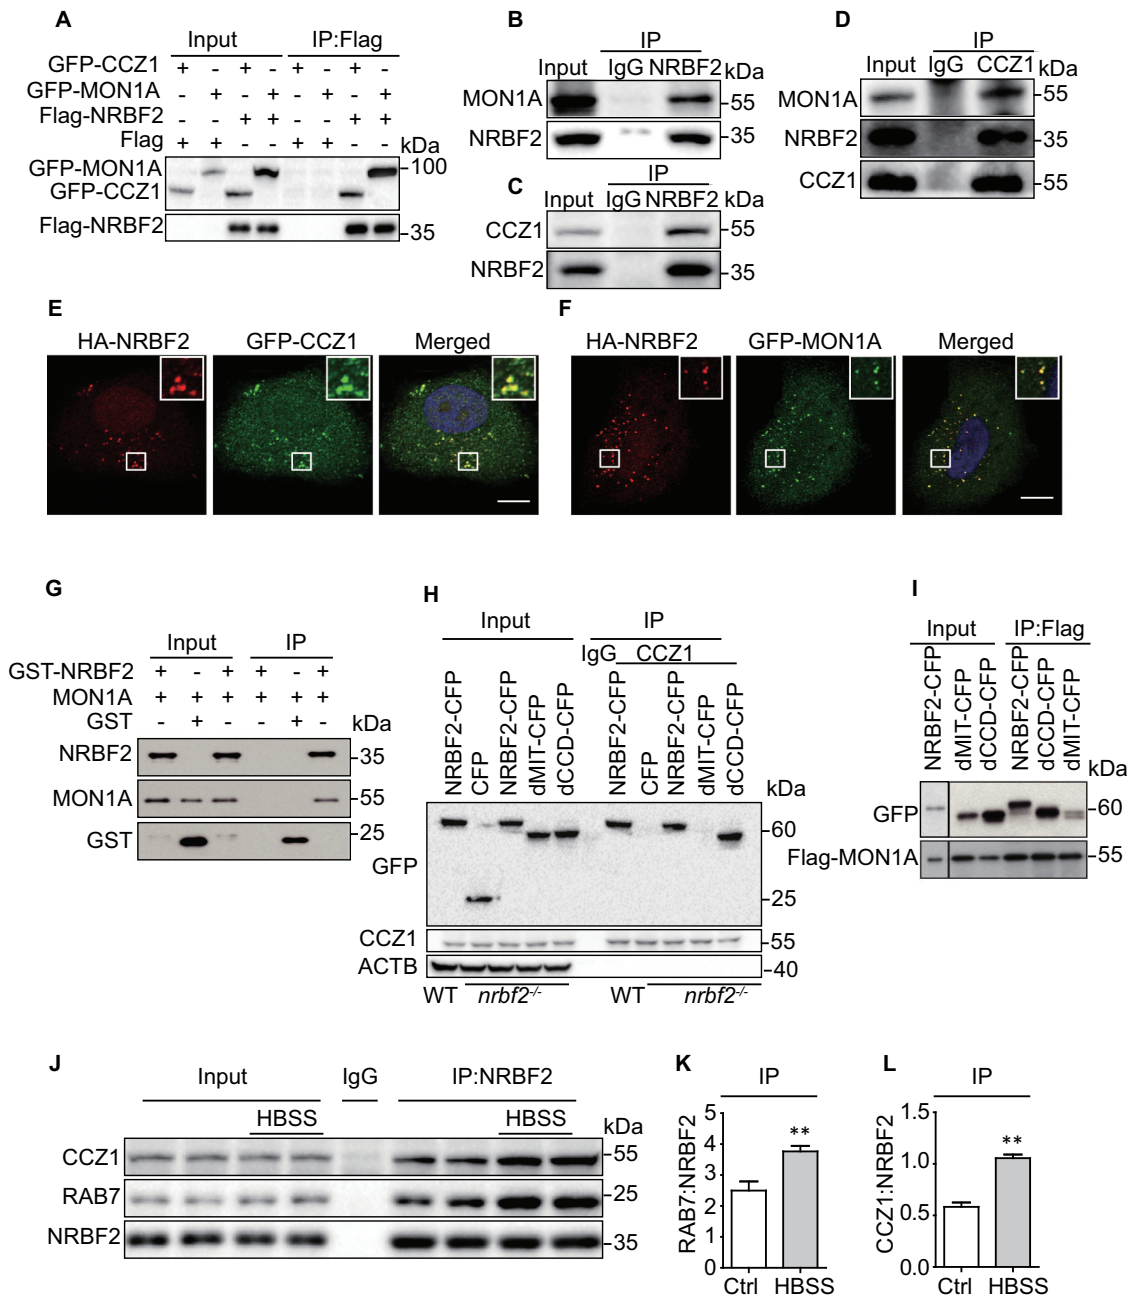 A
Input IP:Flag
GFP-CCZ1 + - + - + - + -
GFP-MON1A - + - + - + - +
Flag-NRBF2 - - + + - - + +
Flag + + - - + + - - kDa
GFP-MON1A -100
GFP-CCZ1
Flag-NRBF2 -35
B
IP
Input IgG NRBF2 kDa
MON1A -55
NRBF2 -35
C
IP
Input IgG NRBF2 kDa
CCZ1 -55
NRBF2 -35
D
IP
Input IgG CCZ1 kDa
MON1A -55
NRBF2 -35
CCZ1 -55
E
HA-NRBF2 GFP-CCZ1 Merged
F
HA-NRBF2 GFP-MON1A Merged
G
Input IP
GST-NRBF2 + - + + - +
MON1A + + + + + +
GST - + - - + - kDa
NRBF2 -35
MON1A -55
GST -25
H
Input IP
IgG CCZ1
NRBF2-CFP CFP NRBF2-CFP dMIT-CFP dCCD-CFP NRBF2-CFP CFP NRBF2-CFP dMIT-CFP dCCD-CFP
kDa
-60
GFP
-25
CCZ1 -55
ACTB -40
WT nrbf2-/- WT nrbf2-/-
I
Input IP:Flag
NRBF2-CFP dMIT-CFP dCCD-CFP NRBF2-CFP dCCD-CFP dMIT-CFP
kDa
GFP -60
Flag-MON1A -55
J
Input IgG IP:NRBF2
HBSS HBSS kDa
CCZ1 -55
RAB7 -25
NRBF2 -35
K
IP
RAB7:NRBF2
5
4
3
2
1
0
**
Ctrl HBSS
L
IP
CCZ1:NRBF2
1.5
1.0
0.5
0.0
**
Ctrl HBSS